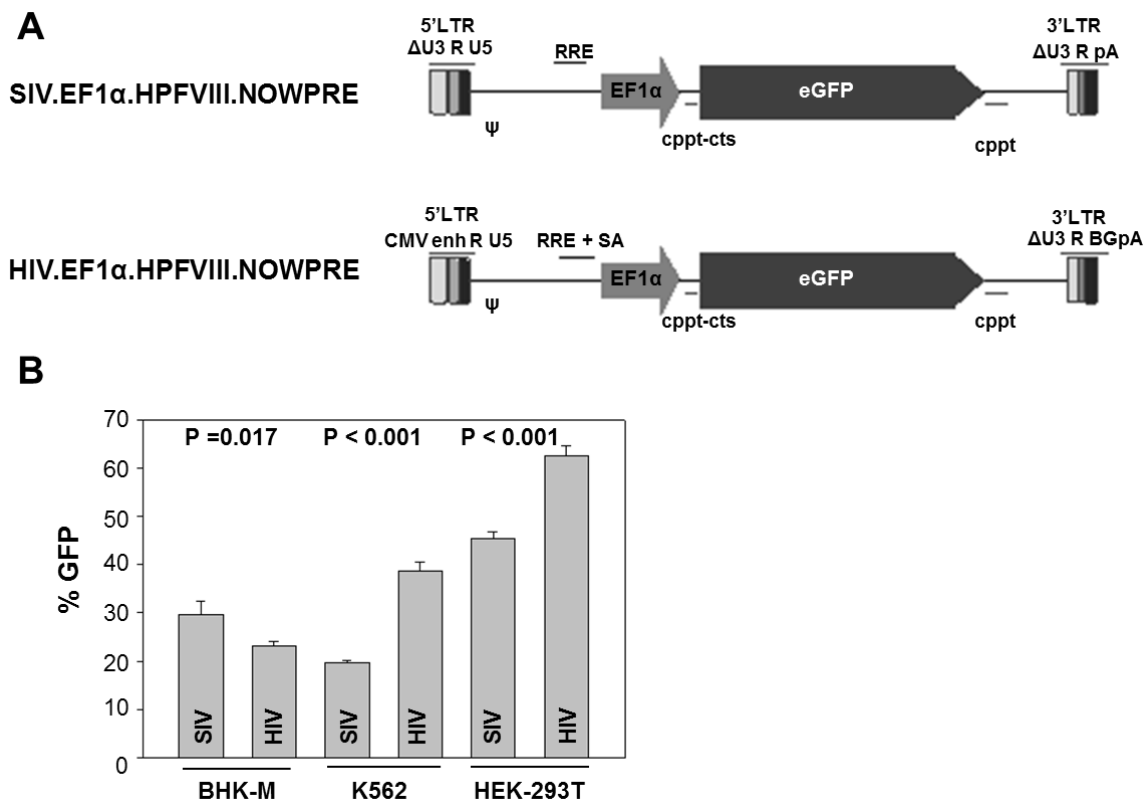 A
5'LTR
ΔU3 R U5
RRE
3'LTR
ΔU3 R pA
SIV.EF1α.HPFVIII.NOWPRE
EF1α
eGFP
Ψ
cppt-cts
cppt
5'LTR
CMV enh R U5
RRE + SA
3'LTR
ΔU3 R BGpA
HIV.EF1α.HPFVIII.NOWPRE
EF1α
eGFP
Ψ
cppt-cts
cppt
B
% GFP
70
60
50
40
30
20
10
0
P =0.017
P < 0.001
P < 0.001
SIV
HIV
SIV
HIV
SIV
HIV
BHK-M
K562
HEK-293T